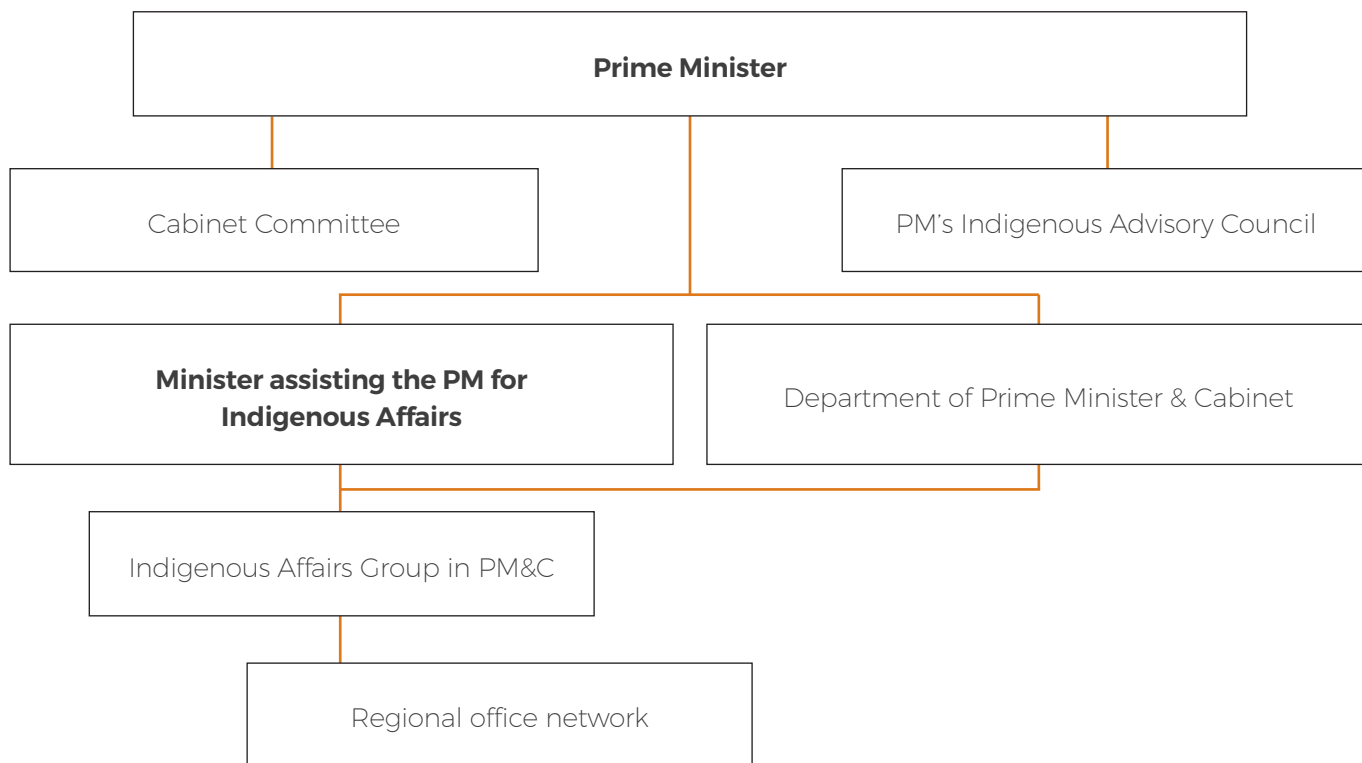 Prime Minister
Cabinet Committee
PM’s Indigenous Advisory Council
Minister assisting the PM for
Indigenous Affairs
Department of Prime Minister & Cabinet
Indigenous Affairs Group in PM&C
Regional office network